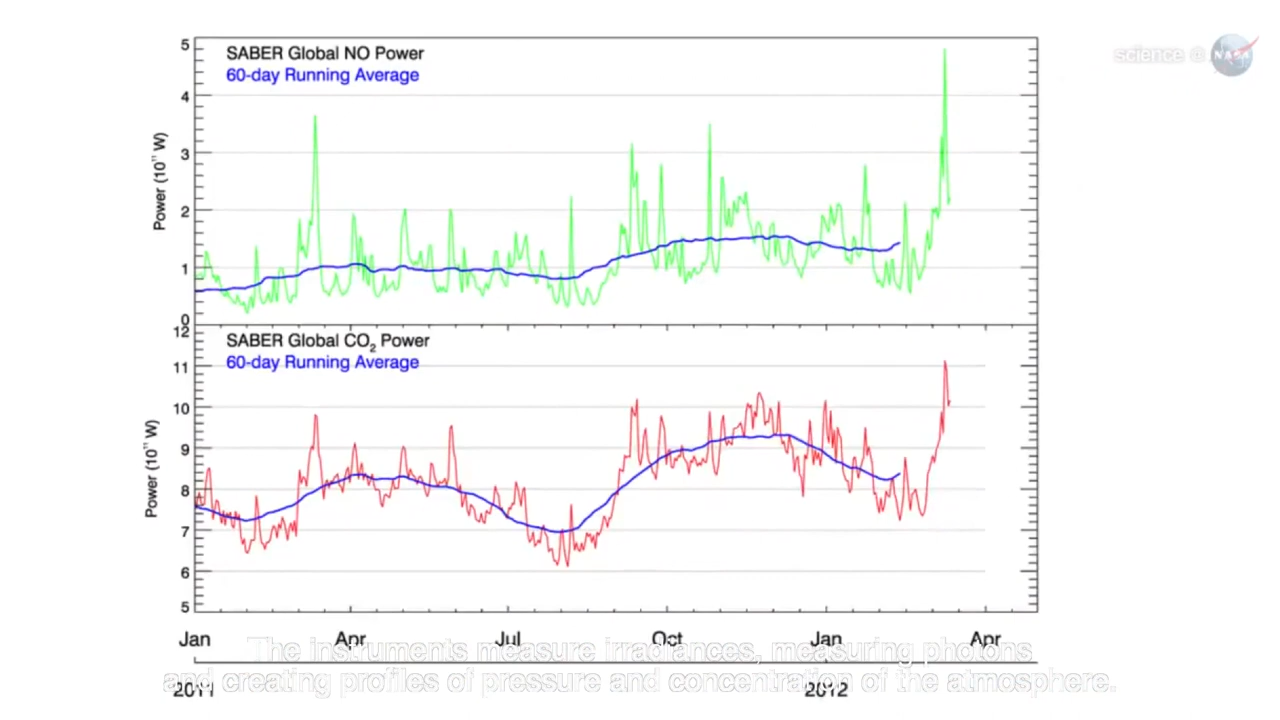 5
SABER Global NO Power
60-day Running Average
science @ NASA
4
3
2
1
0
Power (10¹¹ W)
12
SABER Global CO₂ Power
60-day Running Average
11
10
9
8
7
6
5
Power (10¹¹ W)
Jan Apr Jul Oct Jan Apr
The instruments measure irradiances, measuring photons
and creating profiles of pressure and concentration of the atmosphere.
2011 2012